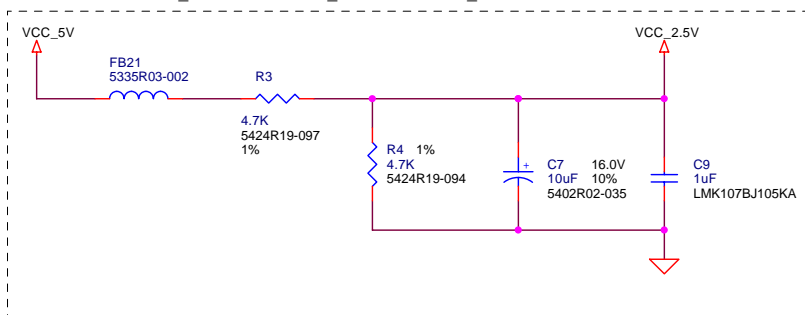 VCC_5V
VCC_2.5V
FB21
5335R03-002
R3
4.7K
5424R19-097
1%
R4 1%
4.7K
5424R19-094
C7 16.0V
+
10uF 10%
5402R02-035
C9
1uF
LMK107BJ105KA